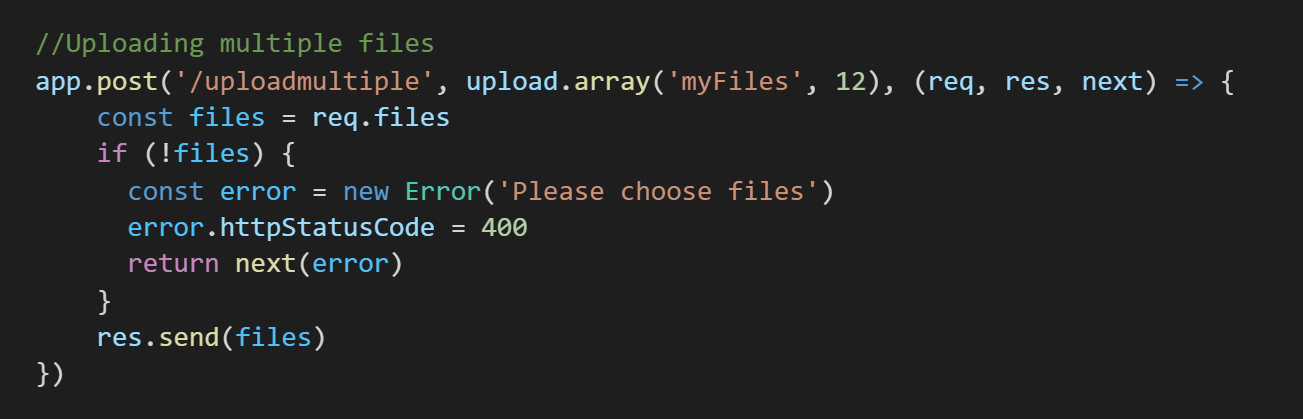 //Uploading multiple files
app.post('/uploadmultiple', upload.array('myFiles', 12), (req, res, next) => {
    const files = req.files
    if (!files) {
      const error = new Error('Please choose files')
      error.httpStatusCode = 400
      return next(error)
    }
    res.send(files)
})